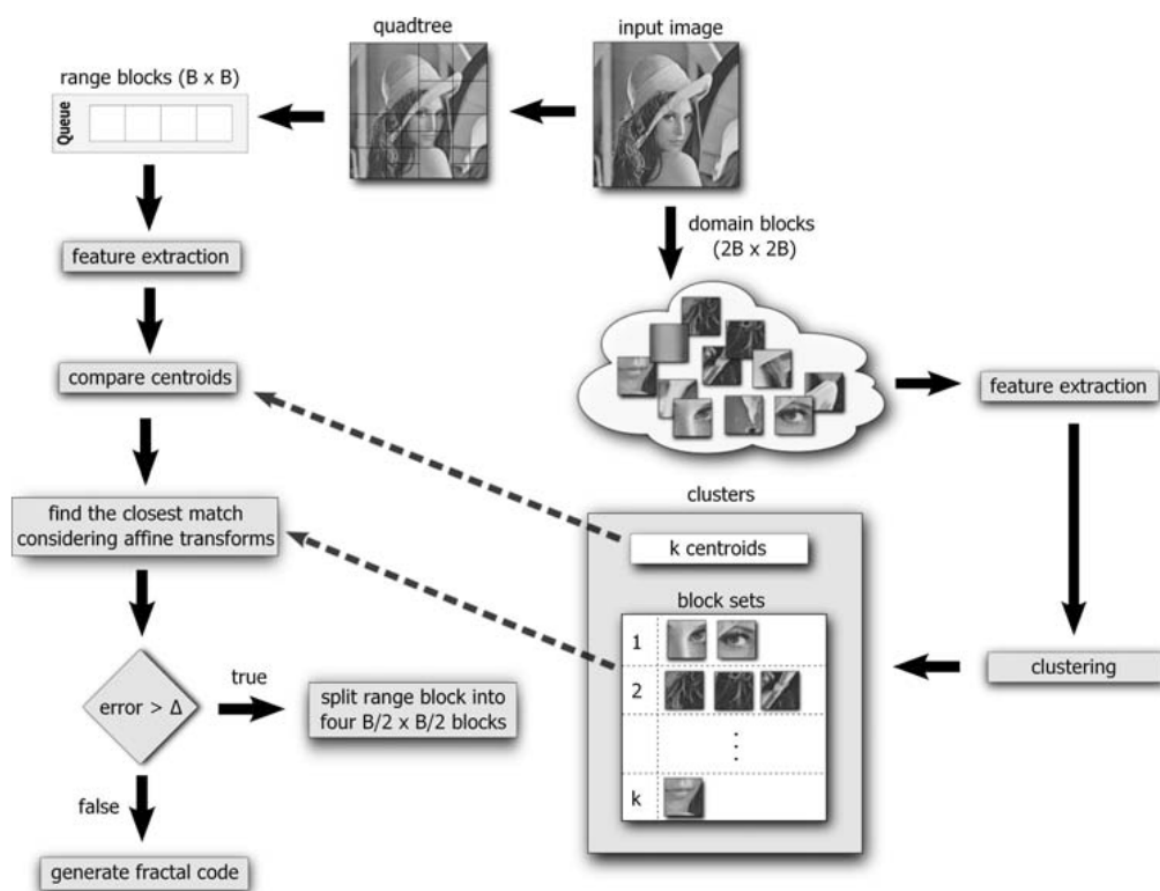 quadtree
input image
range blocks (B x B)
Queue
domain blocks
(2B x 2B)
feature extraction
compare centroids
feature extraction
find the closest match
considering affine transforms
clusters
k centroids
block sets
1
2
⋮
k
clustering
error > Δ
true
split range block into
four B/2 x B/2 blocks
false
generate fractal code